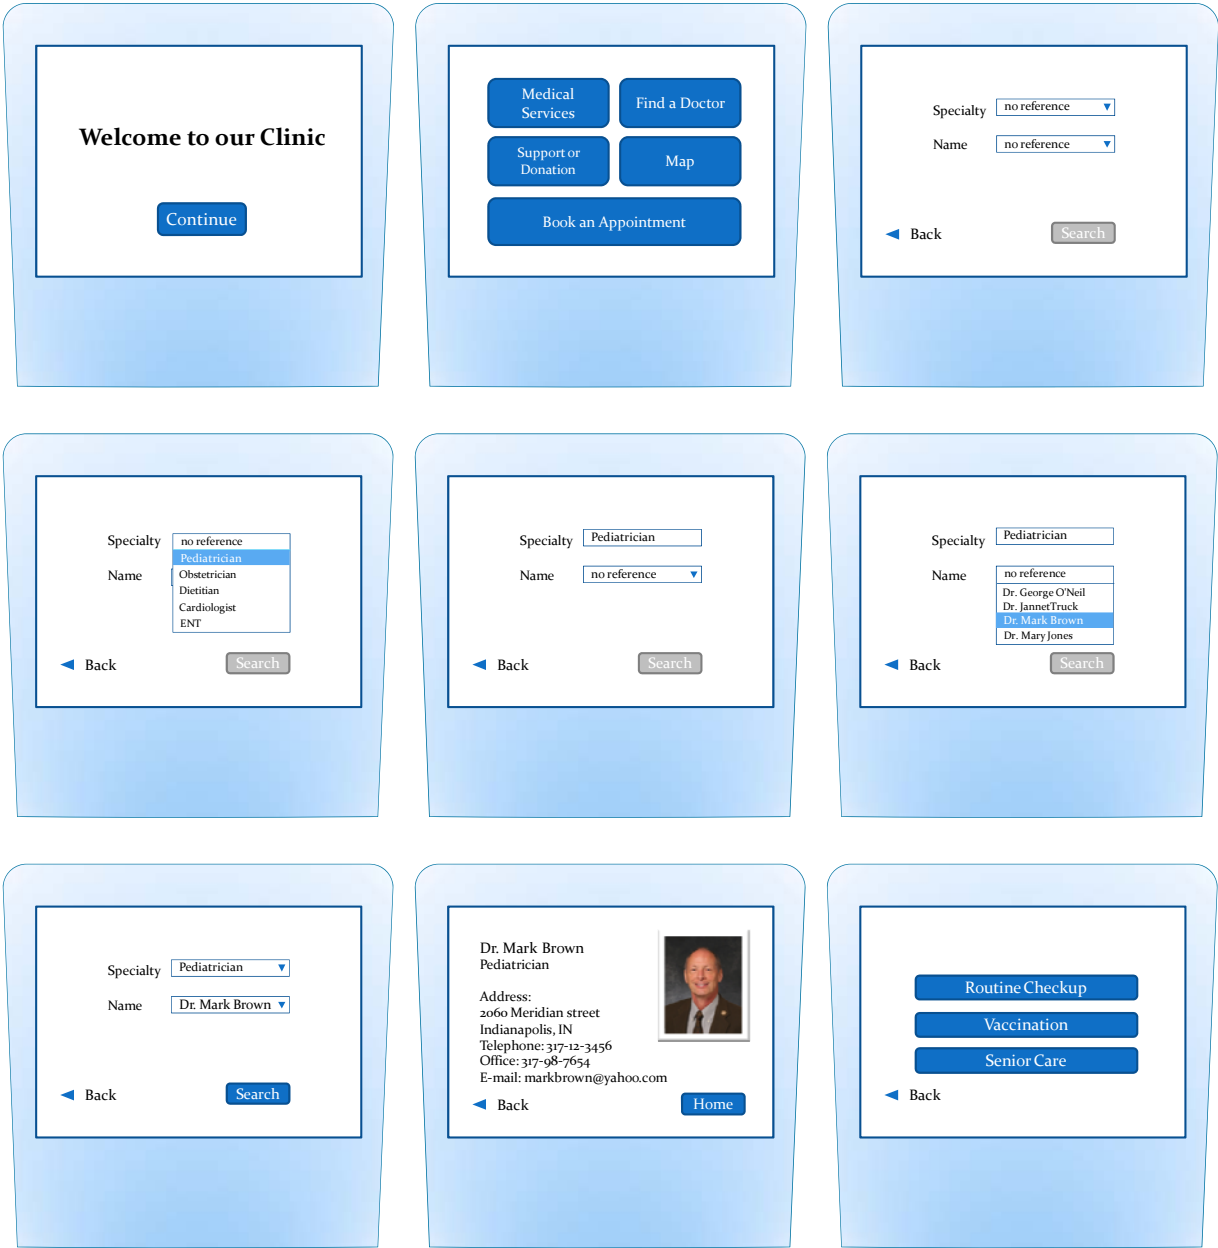 Welcome to our Clinic
Continue
Medical
Services
Find a Doctor
Support or
Donation
Map
Book an Appointment
Specialty no reference
Name no reference
Back Search
Specialty no reference
Pediatrician
Name Obstetrician
Dietitian
Cardiologist
ENT
Back Search
Specialty Pediatrician
Name no reference
Back Search
Specialty Pediatrician
Name no reference
Dr. George O'Neil
Dr. JannetTruck
Dr. Mark Brown
Dr. Mary Jones
Back Search
Specialty Pediatrician
Name Dr. Mark Brown
Back Search
Dr. Mark Brown
Pediatrician
Address:
2060 Meridian street
Indianapolis, IN
Telephone: 317-12-3456
Office: 317-98-7654
E-mail: markbrown@yahoo.com
Back Home
Routine Checkup
Vaccination
Senior Care
Back